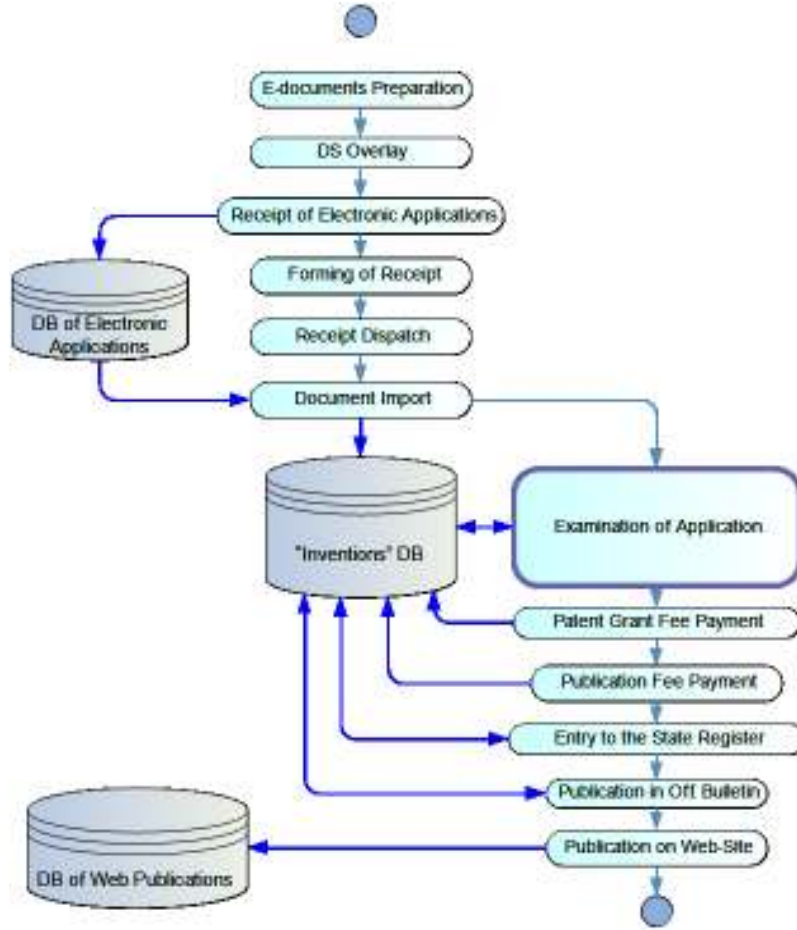 E-documents Preparation
DS Overlay
Receipt of Electronic Applications
Forming of Receipt
DB of Electronic
Applications
Receipt Dispatch
Document Import
"Inventions" DB
Examination of Application
Patent Grant Fee Payment
Publication Fee Payment
Entry to the State Register
Publication in Off. Bulletin
Publication on Web-Site
DB of Web Publications